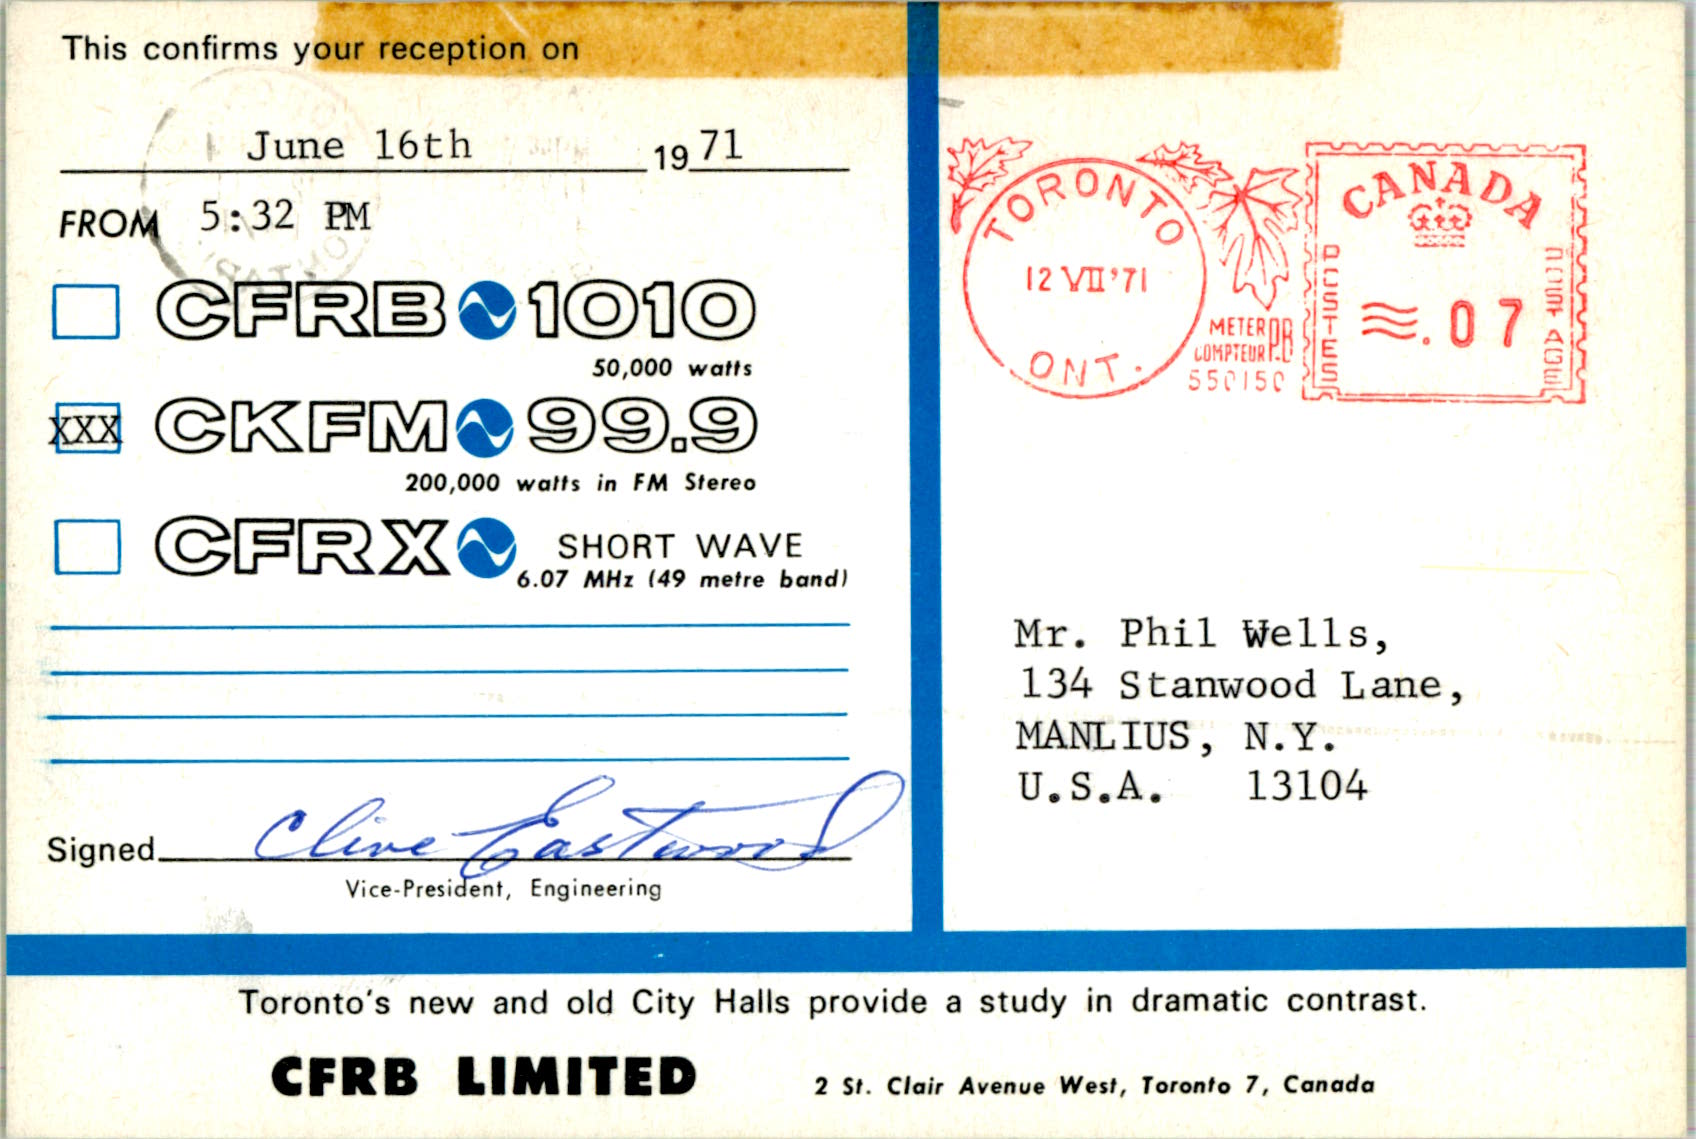 This confirms your reception on
June 16th 1971
FROM 5:32 PM
CFRB 1010
50,000 watts
XXX CKFM 99.9
200,000 watts in FM Stereo
CFRX SHORT WAVE
6.07 MHz (49 metre band)
Signed Clive Eastwood
Vice-President, Engineering
TORONTO
12 VII '71
ONT.
METER P.B.
COMPTEUR
550150
CANADA
POSTES
.07
POSTAGE
Mr. Phil Wells,
134 Stanwood Lane,
MANLIUS, N.Y.
U.S.A. 13104
Toronto's new and old City Halls provide a study in dramatic contrast.
CFRB LIMITED 2 St. Clair Avenue West, Toronto 7, Canada